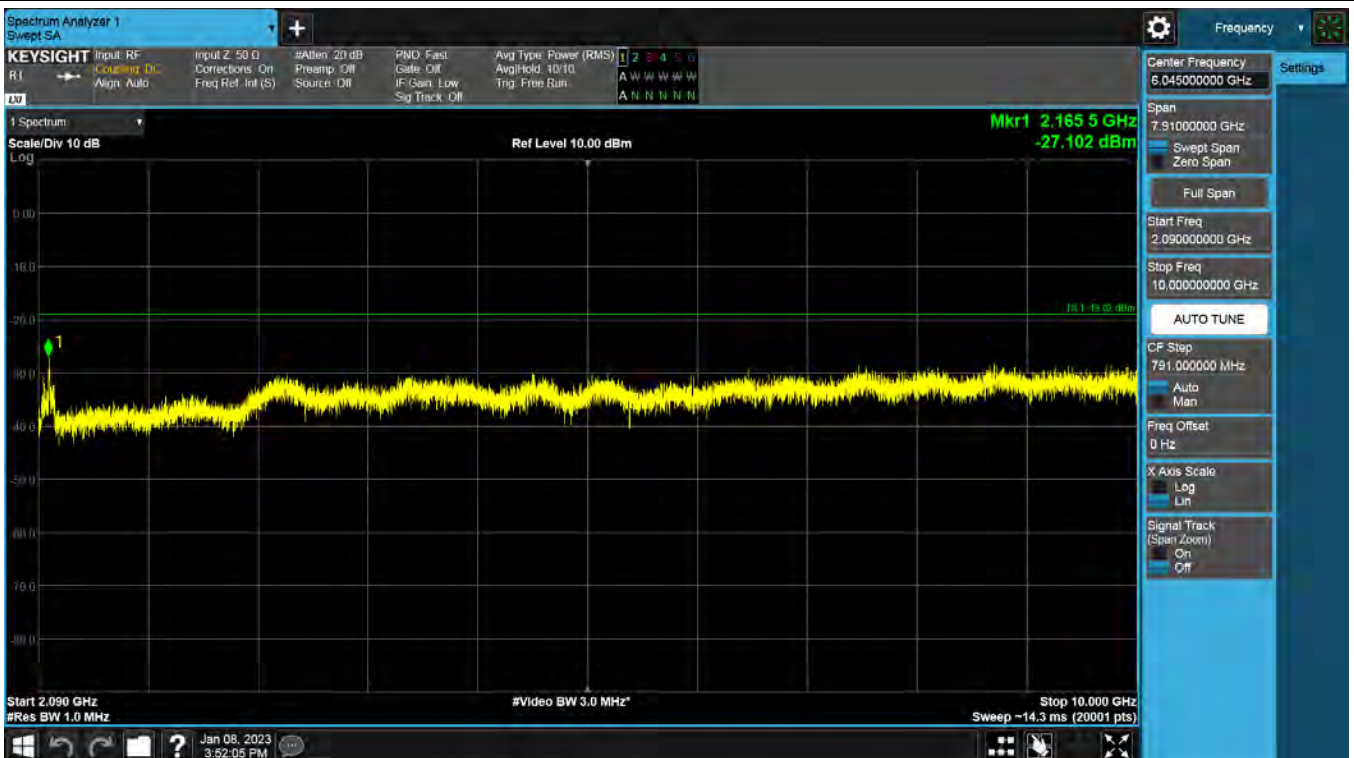 Spectrum Analyzer 1
Swept SA
+
Frequency
KEYSIGHT Input: RF
Coupling: DC
Align: Auto
Input Z: 50 Ω
Corrections: On
Freq Ref: Int (S)
#Atten: 20 dB
Preamp: Off
Source: Off
PNO: Fast
Gate: Off
IF Gain: Low
Sig Track: Off
Avg Type: Power (RMS)
Avg|Hold: 10/10
Trig: Free Run
1 2 3 4 5 6
A W W W W W
A N N N N N
LXI
Center Frequency
6.045000000 GHz
Settings
Span
7.91000000 GHz
Swept Span
Zero Span
Full Span
Start Freq
2.090000000 GHz
Stop Freq
10.000000000 GHz
AUTO TUNE
CF Step
791.000000 MHz
Auto
Man
Freq Offset
0 Hz
X Axis Scale
Log
Lin
Signal Track
(Span Zoom)
On
Off
1 Spectrum
Scale/Div 10 dB
Log
Ref Level 10.00 dBm
Mkr1 2.165 5 GHz
-27.102 dBm
0.00
-10.0
DL1 -19.02 dBm
-20.0
1
-30.0
-40.0
-50.0
-60.0
-70.0
-80.0
Start 2.090 GHz
#Res BW 1.0 MHz
#Video BW 3.0 MHz*
Stop 10.000 GHz
Sweep ~14.3 ms (20001 pts)
?
Jan 08, 2023
3:52:05 PM